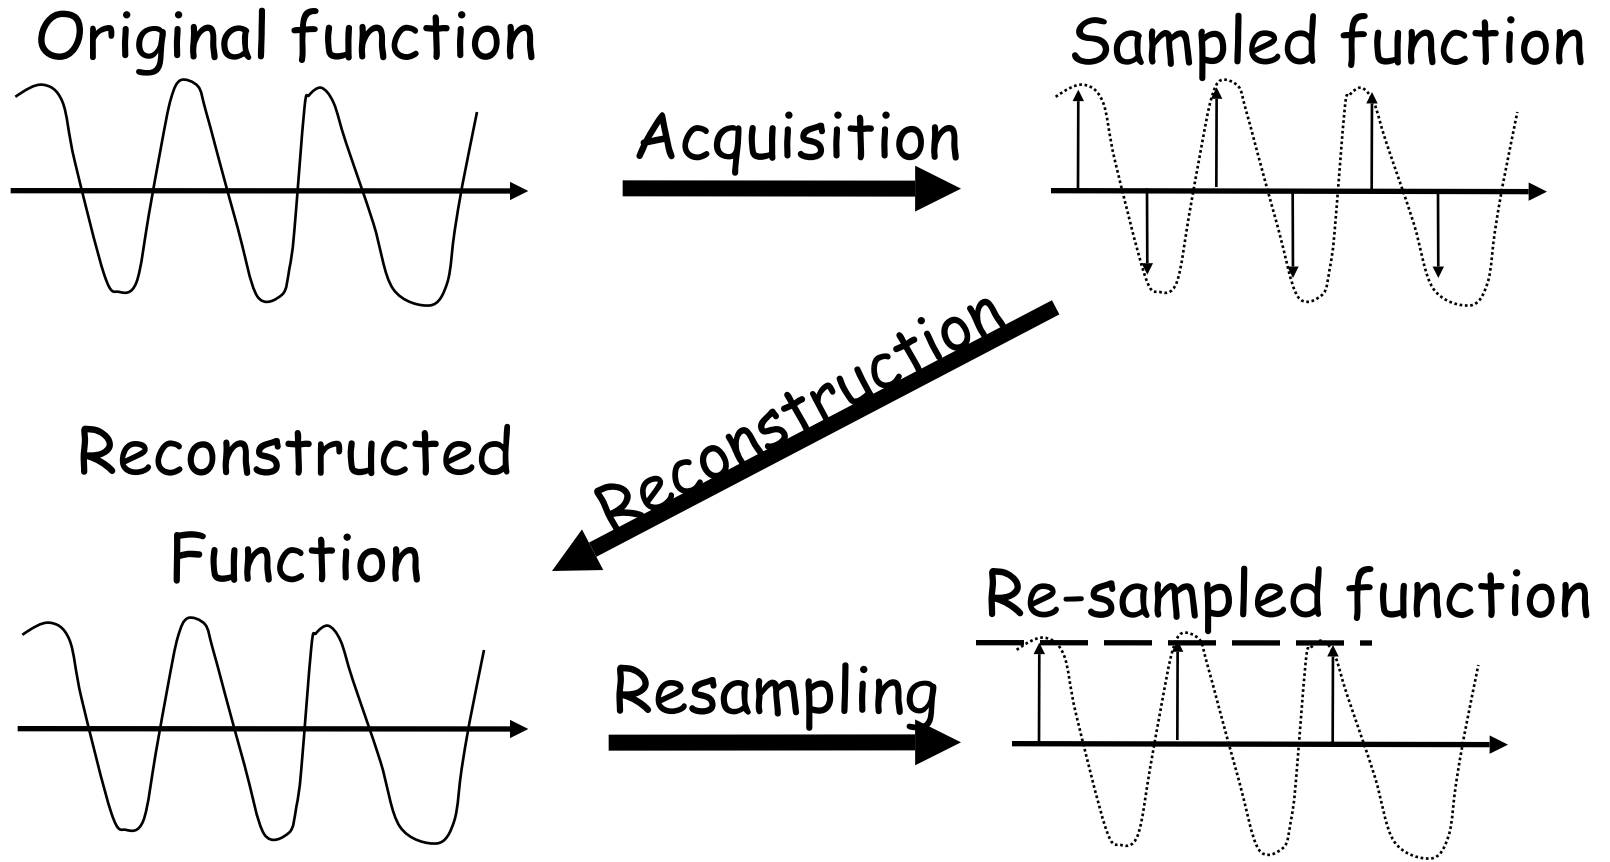 Original function
Sampled function
Acquisition
Reconstruction
Reconstructed
Function
Re-sampled function
Resampling